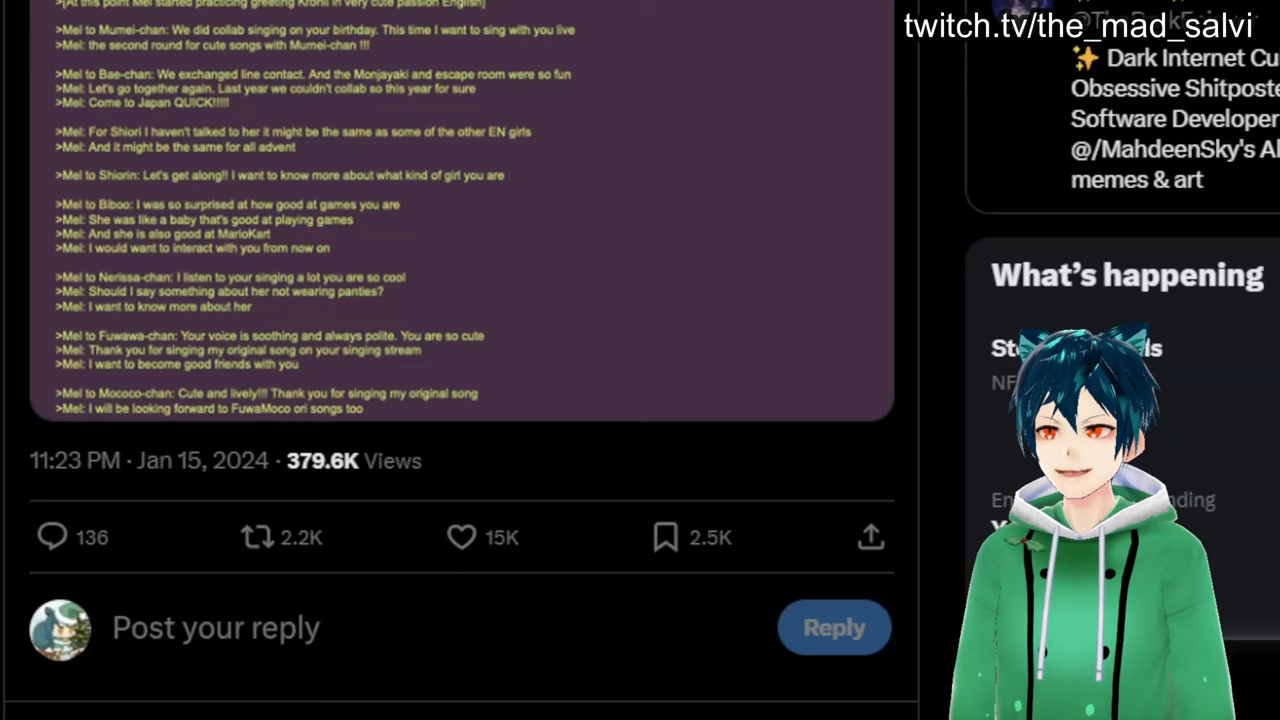 >[At this point Mel started practicing greeting Kronii in very cute passion English]
twitch.tv/the_mad_salvi
>Mel to Mumei-chan: We did collab singing on your birthday. This time I want to sing with you live
>Mel: the second round for cute songs with Mumei-chan !!!
>Mel to Bae-chan: We exchanged line contact. And the Monjayaki and escape room were so fun
>Mel: Let's go together again. Last year we couldn't collab so this year for sure
>Mel: Come to Japan QUICK!!!!!
>Mel: For Shiori I haven't talked to her it might be the same as some of the other EN girls
>Mel: And it might be the same for all advent
>Mel to Shiorin: Let's get along!! I want to know more about what kind of girl you are
>Mel to Biboo: I was so surprised at how good at games you are
>Mel: She was like a baby that's good at playing games
>Mel: And she is also good at MarioKart
>Mel: I would want to interact with you from now on
>Mel to Nerissa-chan: I listen to your singing a lot you are so cool
>Mel: Should I say something about her not wearing panties?
>Mel: I want to know more about her
>Mel to Fuwawa-chan: Your voice is soothing and always polite. You are so cute
>Mel: Thank you for singing my original song on your singing stream
>Mel: I want to become good friends with you
>Mel to Mococo-chan: Cute and lively!!! Thank you for singing my original song
>Mel: I will be looking forward to FuwaMoco ori songs too
11:23 PM · Jan 15, 2024 · 379.6K Views
136
2.2K
15K
2.5K
Post your reply
Reply
✨ Dark Internet Cu
Obsessive Shitposte
Software Developer
@/MahdeenSky's Al
memes & art
What's happening